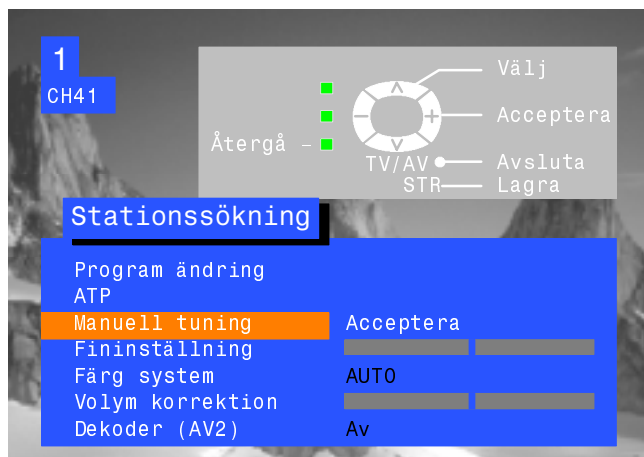 1
CH41
Välj
Acceptera
Återgå
TV/AV
Avsluta
STR
Lagra
Stationssökning
Program ändring
ATP
Manuell tuning Acceptera
Fininställning
Färg system AUTO
Volym korrektion
Dekoder (AV2) Av